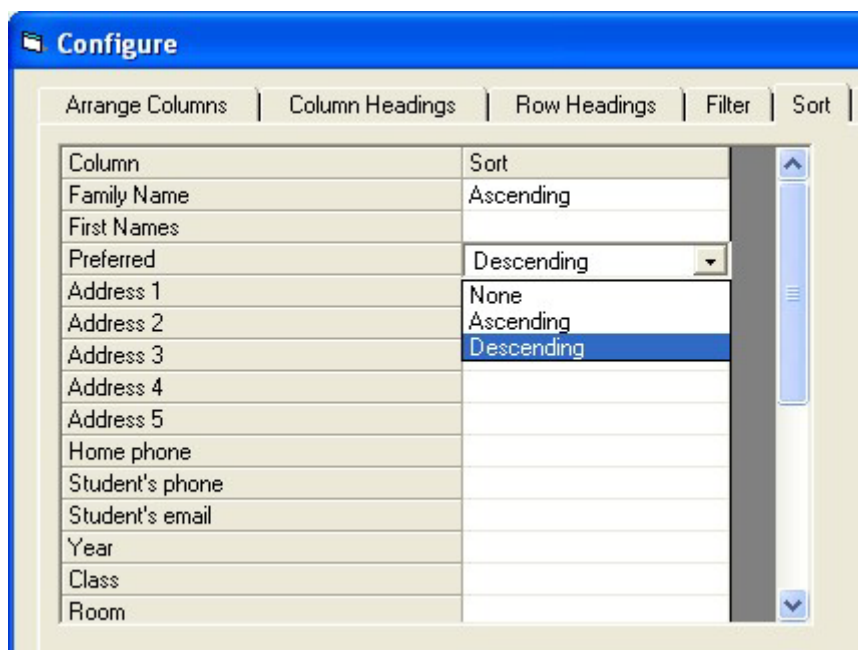 Configure
Arrange Columns Column Headings Row Headings Filter Sort
Column Sort
Family Name Ascending
First Names
Preferred Descending
Address 1 None
Address 2 Ascending
Address 3 Descending
Address 4
Address 5
Home phone
Student's phone
Student's email
Year
Class
Room